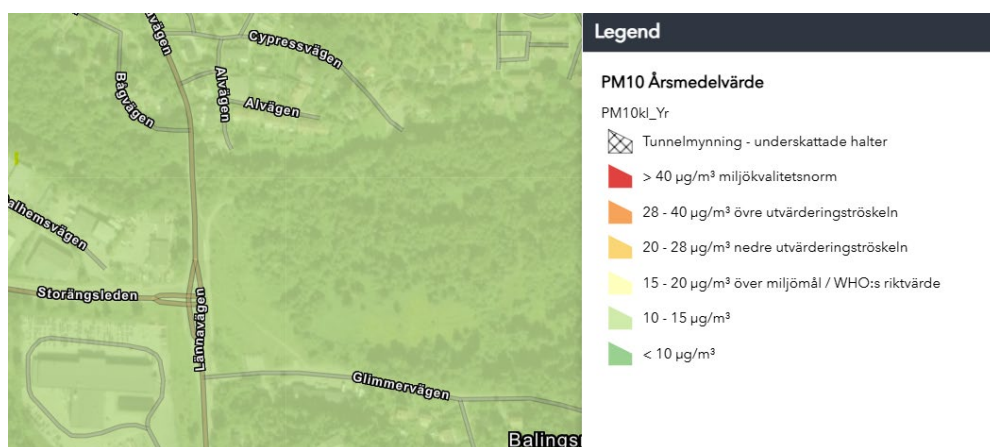 Cypressvägen
Bågvägen
Alvägen
Alvägen
Storängsleden
Lännavägen
Glimmervägen
Legend
PM10 Årsmedelvärde
PM10kl_Yr
Tunnelmynning - underskattade halter
> 40 µg/m³ miljökvalitetsnorm
28 - 40 µg/m³ övre utvärderingströskeln
20 - 28 µg/m³ nedre utvärderingströskeln
15 - 20 µg/m³ över miljömål / WHO:s riktvärde
10 - 15 µg/m³
< 10 µg/m³